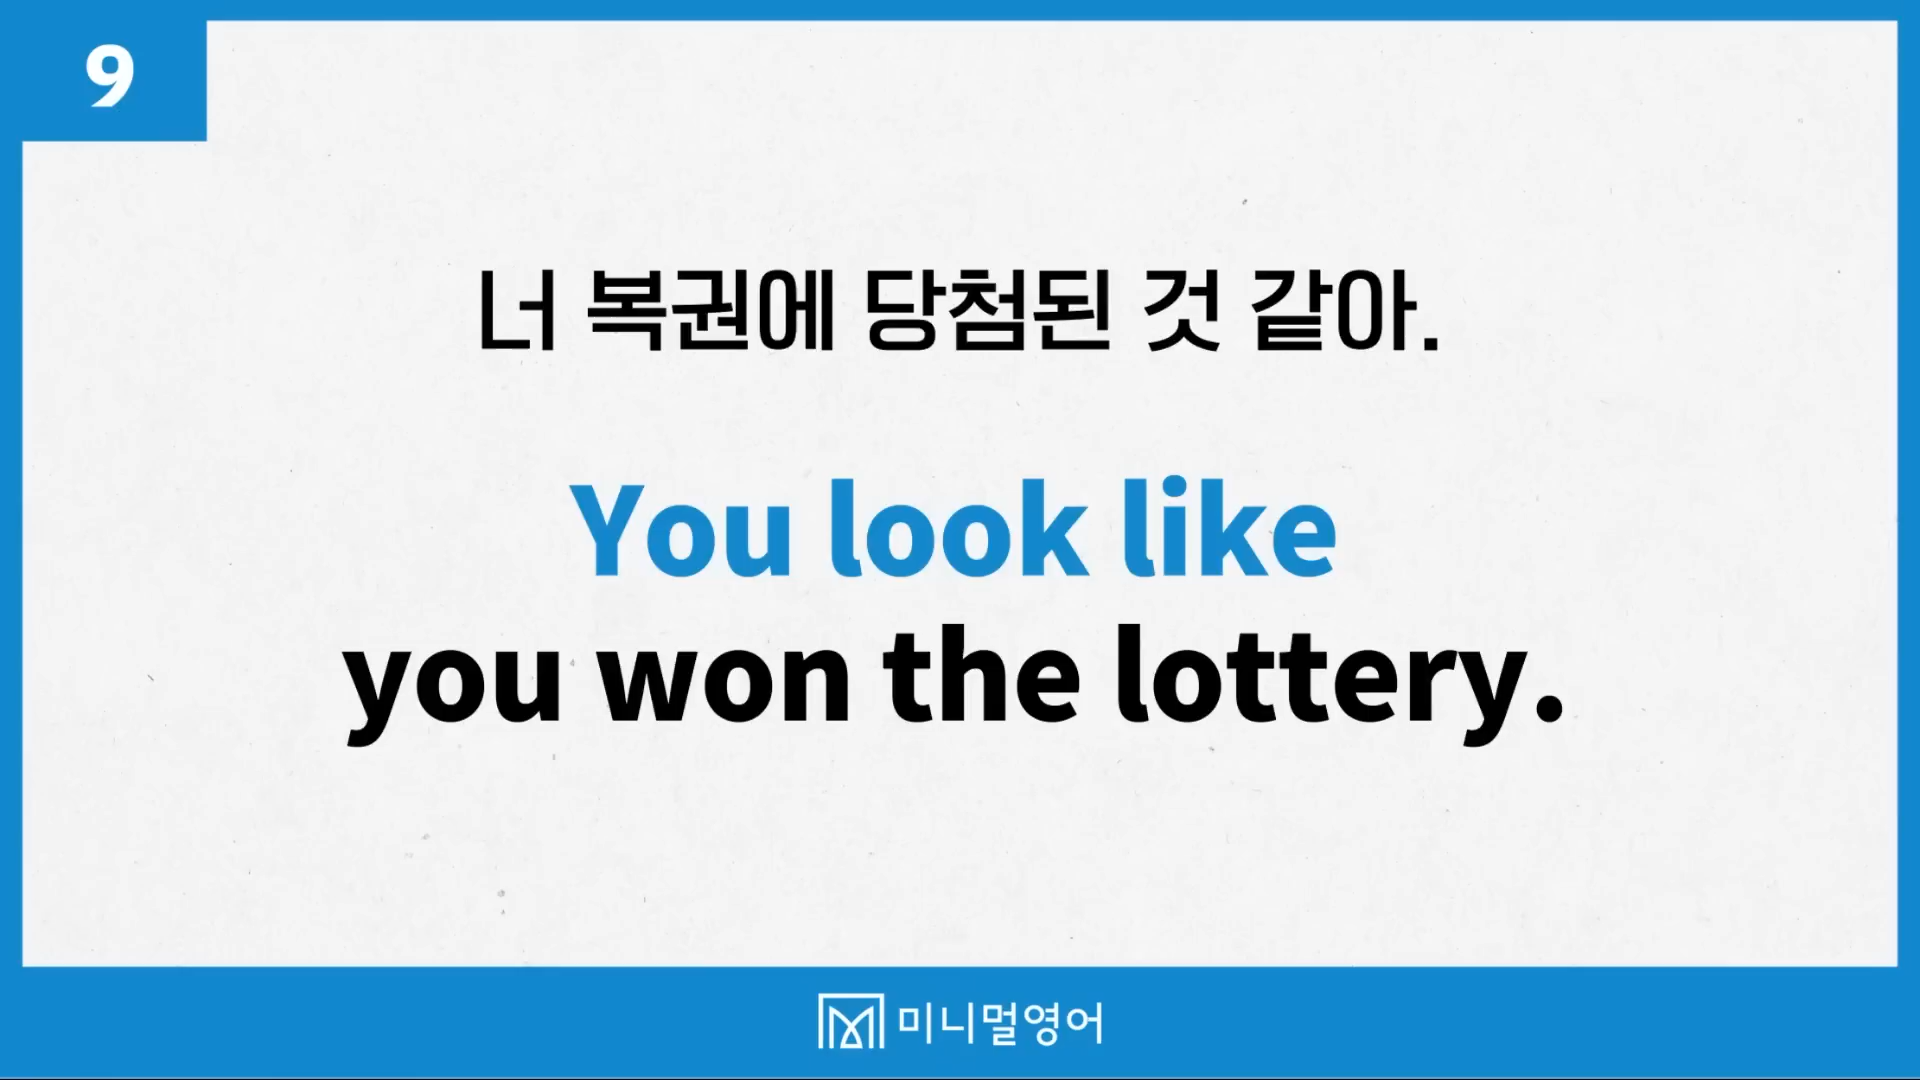 9
너 복권에 당첨된 것 같아.
You look like
you won the lottery.
미니멀영어